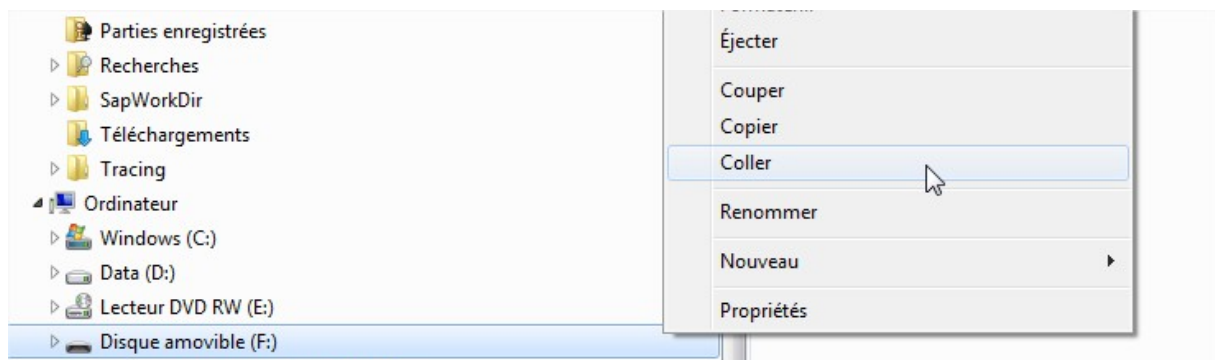 Parties enregistrées
Recherches
SapWorkDir
Téléchargements
Tracing
Ordinateur
Windows (C:)
Data (D:)
Lecteur DVD RW (E:)
Disque amovible (F:)
Éjecter
Couper
Copier
Coller
Renommer
Nouveau
Propriétés